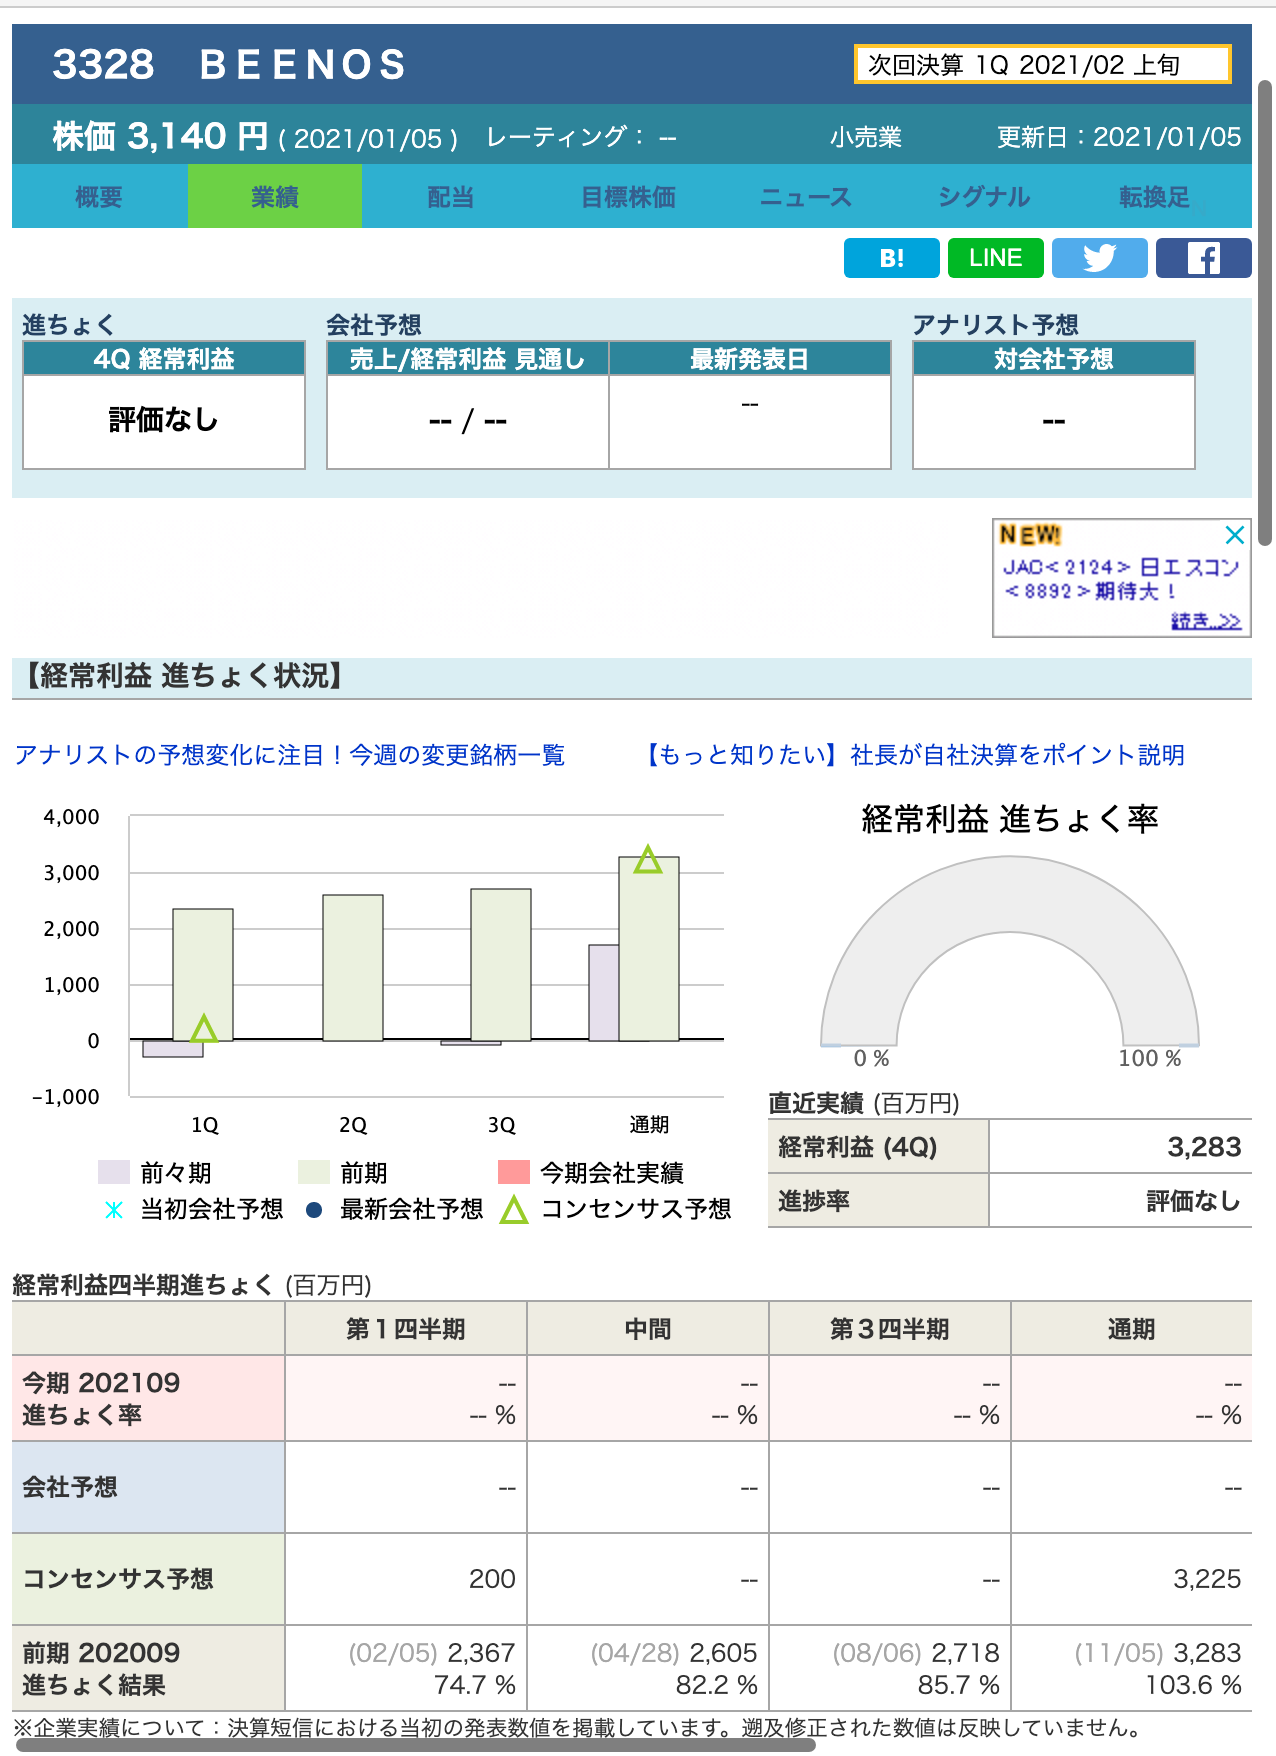 3328 BEENOS
次回決算 1Q 2021/02 上旬
株価 3,140 円 ( 2021/01/05 ) レーティング： -- 小売業 更新日：2021/01/05
概要 業績 配当 目標株価 ニュース シグナル 転換足
B! LINE
進ちょく 会社予想 アナリスト予想
4Q 経常利益 売上/経常利益 見通し 最新発表日 対会社予想
評価なし -- / -- -- --
NEW!
JAC<2124> 日エスコン
<8892>期待大！
続き..>>
【経常利益 進ちょく状況】
アナリストの予想変化に注目！今週の変更銘柄一覧 【もっと知りたい】社長が自社決算をポイント説明
4,000
3,000
2,000
1,000
0
-1,000
1Q 2Q 3Q 通期
前々期 前期 今期会社実績
当初会社予想 最新会社予想 コンセンサス予想
経常利益 進ちょく率
0 % 100 %
直近実績 (百万円)
経常利益 (4Q) 3,283
進捗率 評価なし
経常利益四半期進ちょく (百万円)
第１四半期 中間 第３四半期 通期
今期 202109 -- -- -- --
進ちょく率 -- % -- % -- % -- %
会社予想 -- -- -- --
コンセンサス予想 200 -- -- 3,225
前期 202009 (02/05) 2,367 (04/28) 2,605 (08/06) 2,718 (11/05) 3,283
進ちょく結果 74.7 % 82.2 % 85.7 % 103.6 %
※企業実績について：決算短信における当初の発表数値を掲載しています。遡及修正された数値は反映していません。